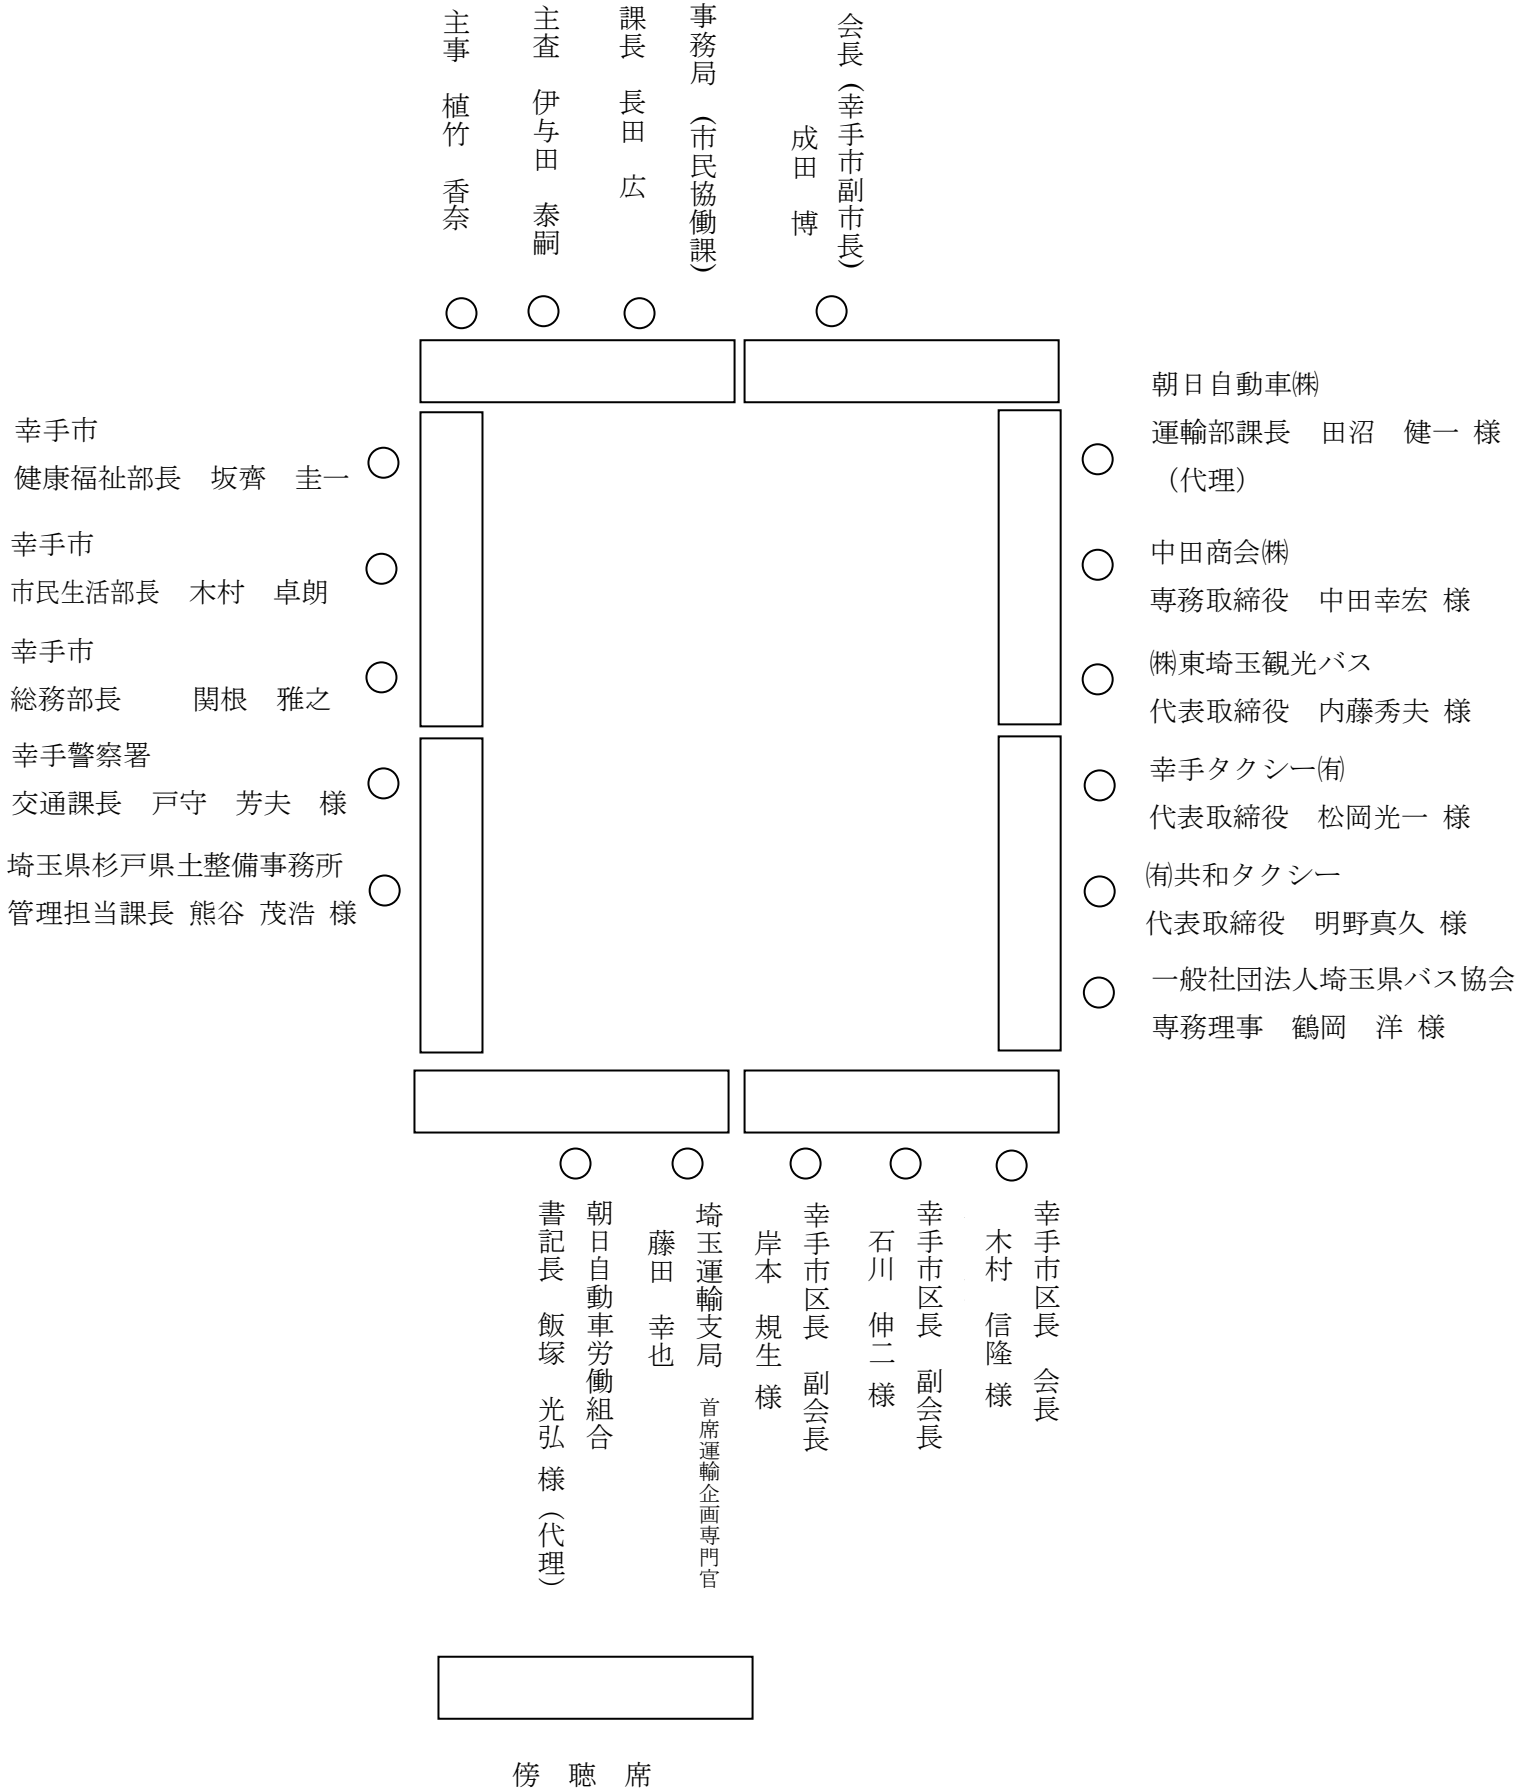 会長（幸手市副市長）
成田　博
事務局　（市民協働課）
課長　長田　広
主査　伊与田　泰嗣
主事　植竹　香奈
幸手市
健康福祉部長　坂齊　圭一
幸手市
市民生活部長　木村　卓朗
幸手市
総務部長　　関根　雅之
幸手警察署
交通課長　戸守　芳夫　様
埼玉県杉戸県土整備事務所
管理担当課長 熊谷 茂浩 様
朝日自動車㈱
運輸部課長　田沼　健一 様
（代理）
中田商会㈱
専務取締役　中田幸宏 様
㈱東埼玉観光バス
代表取締役　内藤秀夫 様
幸手タクシー㈲
代表取締役　松岡光一 様
㈲共和タクシー
代表取締役　明野真久 様
一般社団法人埼玉県バス協会
専務理事　鶴岡　洋 様
幸手市区長　会長
木村　信隆 様
幸手市区長　副会長
石川　伸二 様
幸手市区長　副会長
岸本　規生 様
埼玉運輸支局　首席運輸企画専門官
藤田　幸也
朝日自動車労働組合
書記長　飯塚　光弘 様（代理）
傍　聴　席